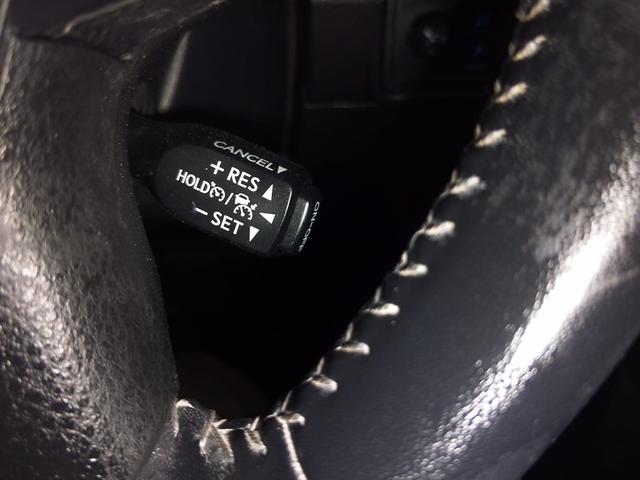 CANCEL▼
+ RES ▲
HOLD /
− SET ▼
ON-OFF